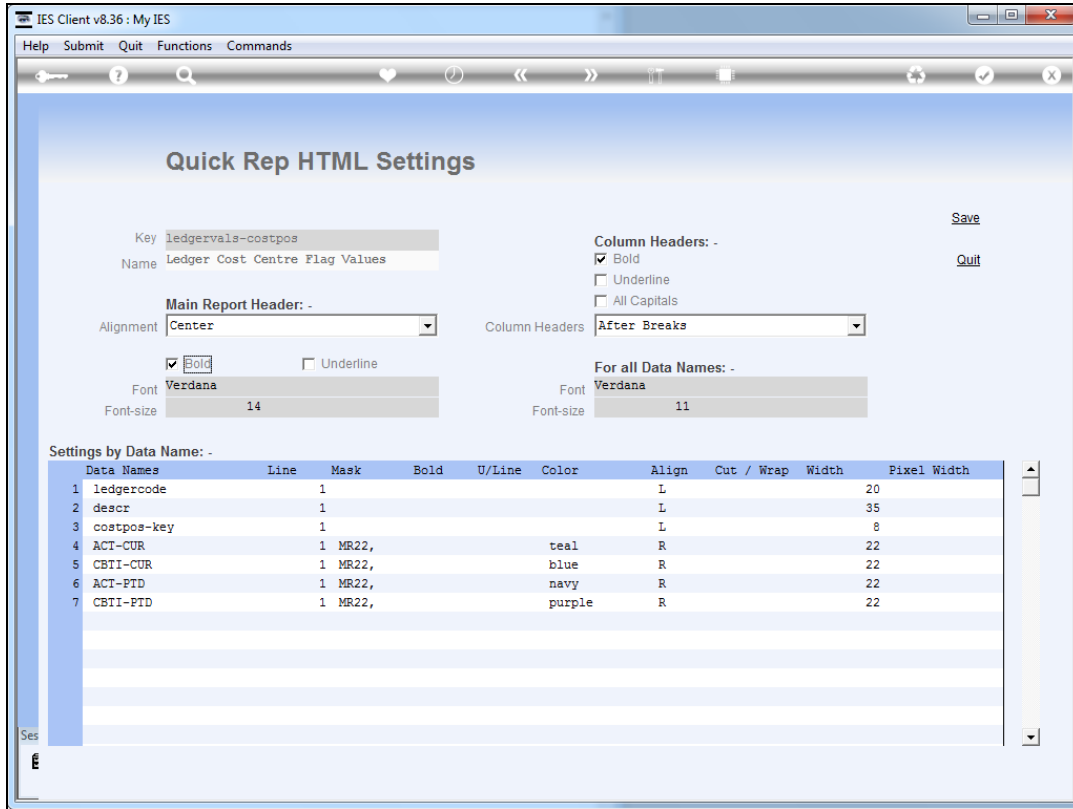 IES Client v8.36 : My IES
Help Submit Quit Functions Commands
Quick Rep HTML Settings
Save
Key ledgervals-costpos
Column Headers: -
Name Ledger Cost Centre Flag Values
Bold
Quit
Underline
Main Report Header: -
All Capitals
Alignment Center
Column Headers After Breaks
Bold Underline
For all Data Names: -
Font Verdana
Font Verdana
Font-size 14
Font-size 11
Settings by Data Name: -
Data Names Line Mask Bold U/Line Color Align Cut / Wrap Width Pixel Width
1 ledgercode 1 L 20
2 descr 1 L 35
3 costpos-key 1 L 8
4 ACT-CUR 1 MR22, teal R 22
5 CBTI-CUR 1 MR22, blue R 22
6 ACT-PTD 1 MR22, navy R 22
7 CBTI-PTD 1 MR22, purple R 22
Ses